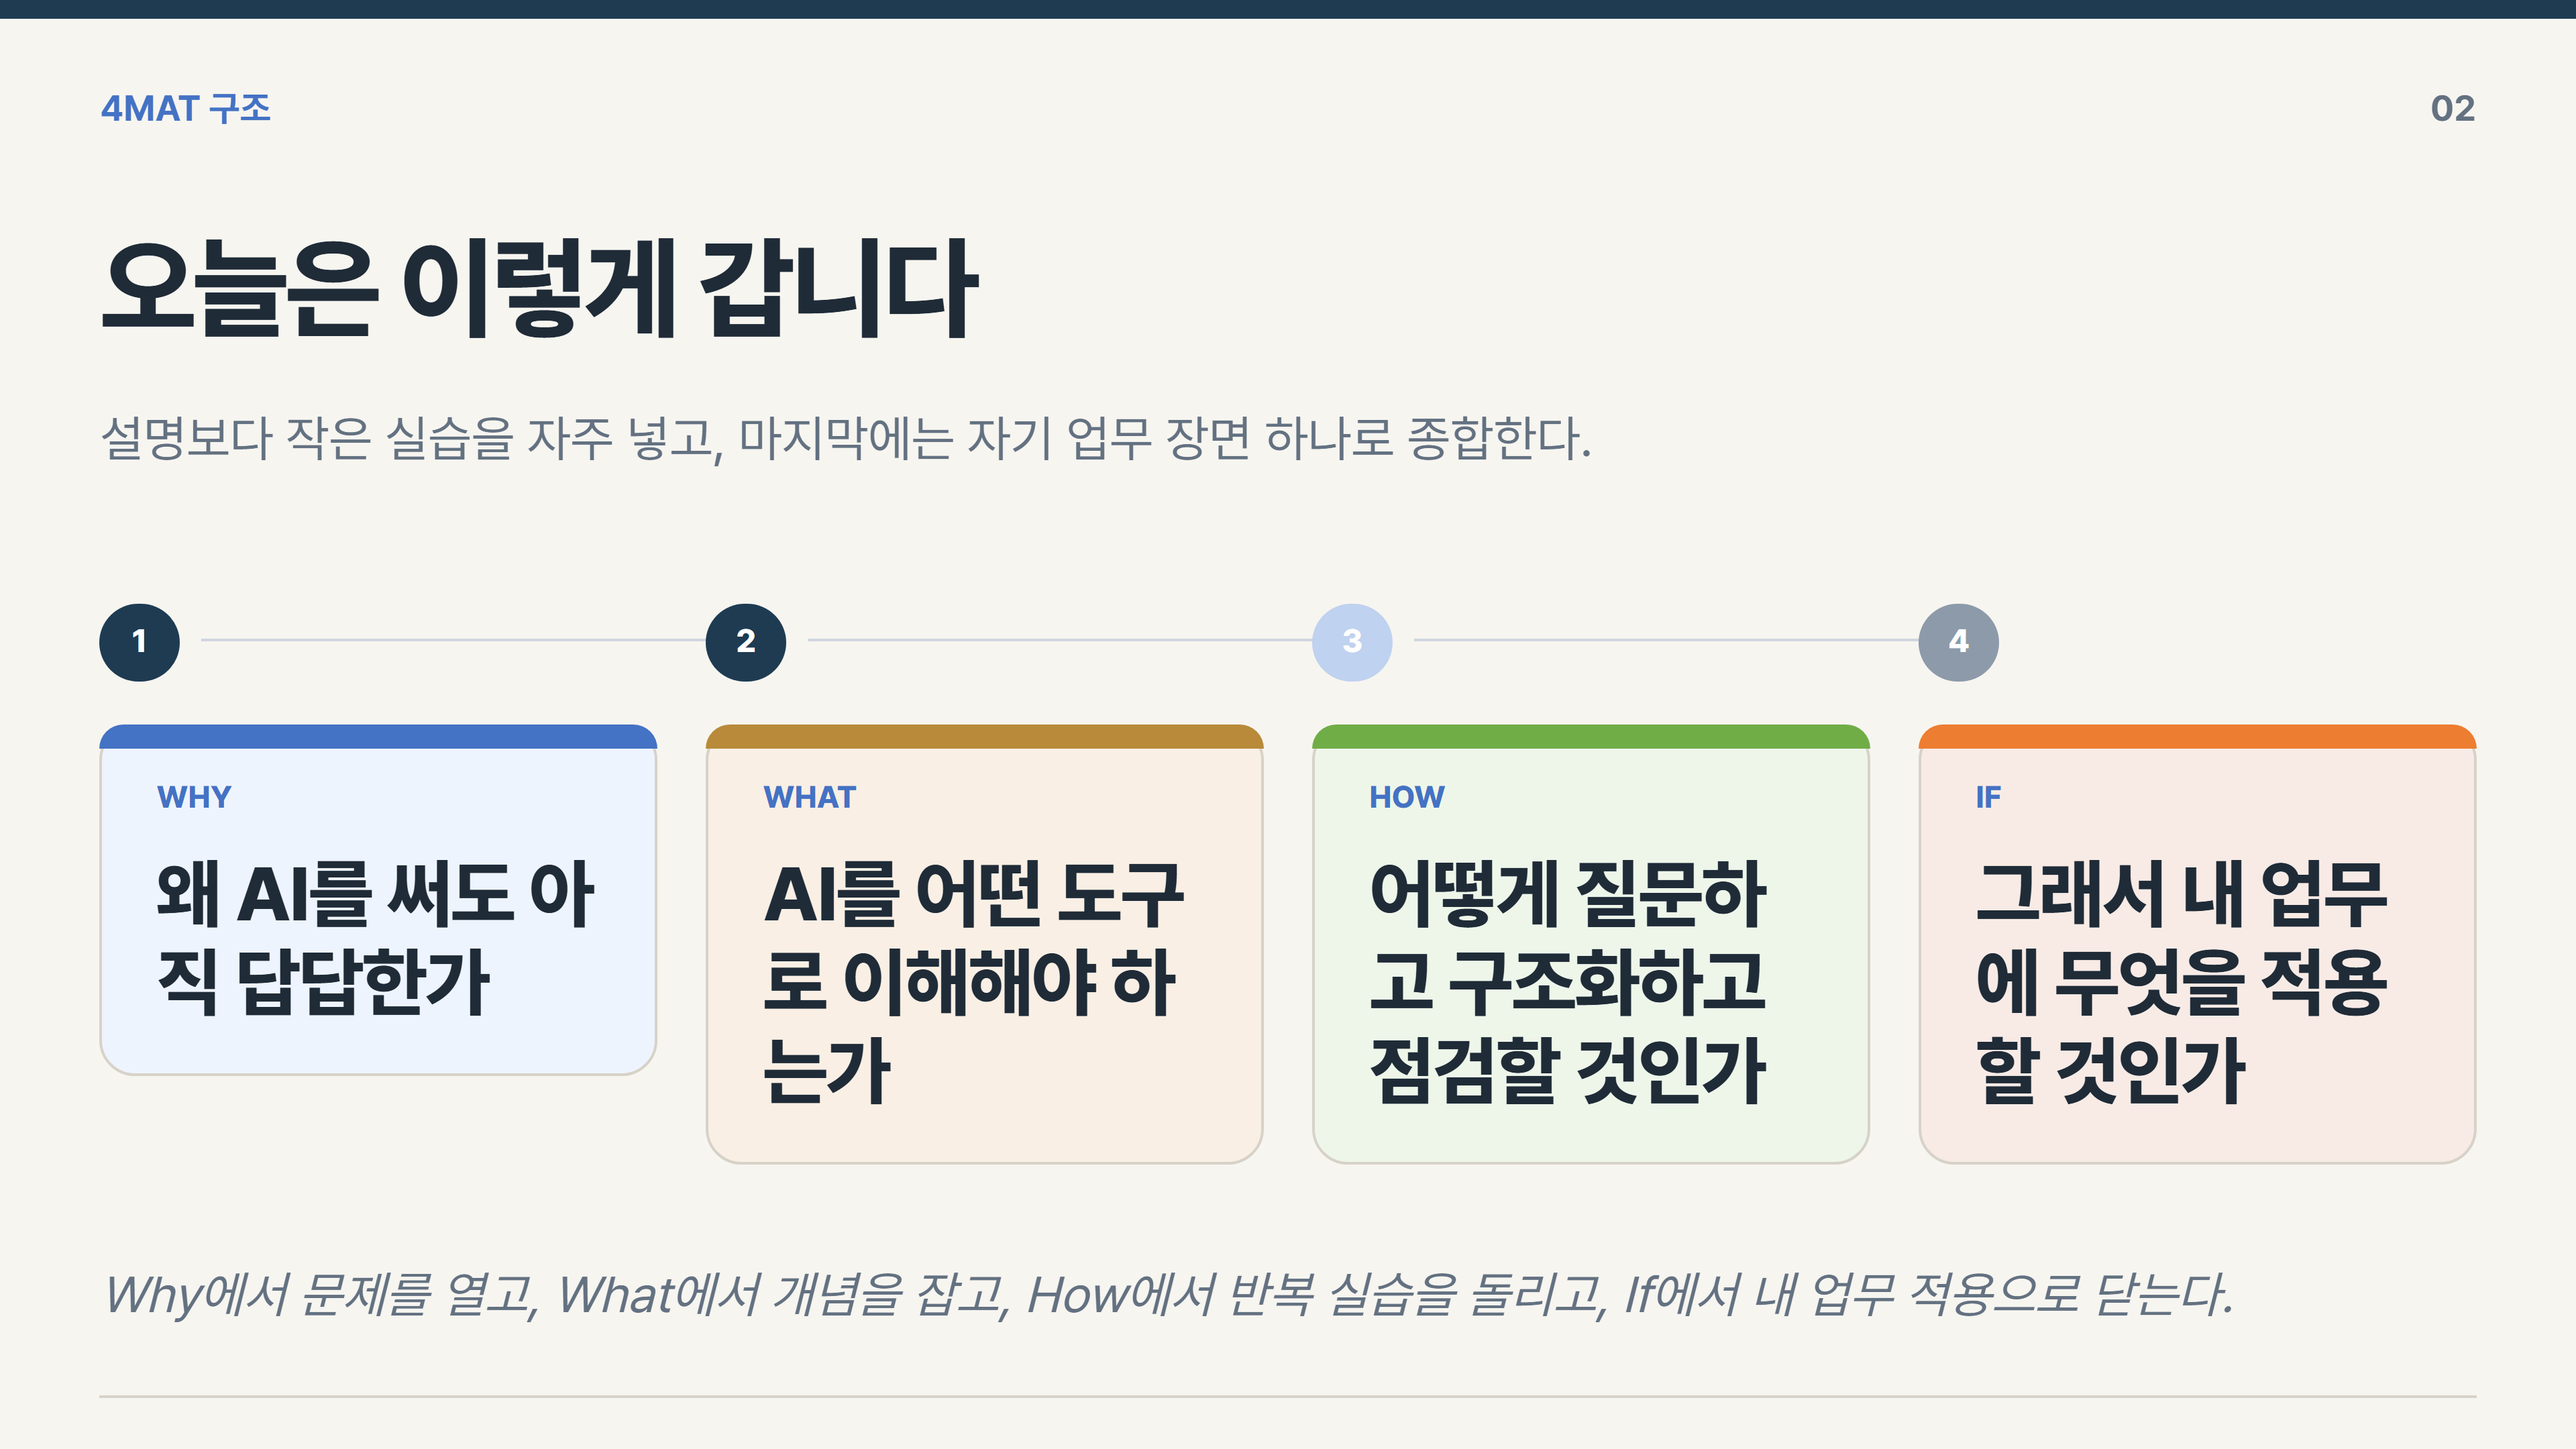 4MAT 구조
02
오늘은 이렇게 갑니다
설명보다 작은 실습을 자주 넣고, 마지막에는 자기 업무 장면 하나로 종합한다.
1
2
3
4
WHY
왜 AI를 써도 아
직 답답한가
WHAT
AI를 어떤 도구
로 이해해야 하
는가
HOW
어떻게 질문하
고 구조화하고
점검할 것인가
IF
그래서 내 업무
에 무엇을 적용
할 것인가
Why에서 문제를 열고, What에서 개념을 잡고, How에서 반복 실습을 돌리고, If에서 내 업무 적용으로 닫는다.